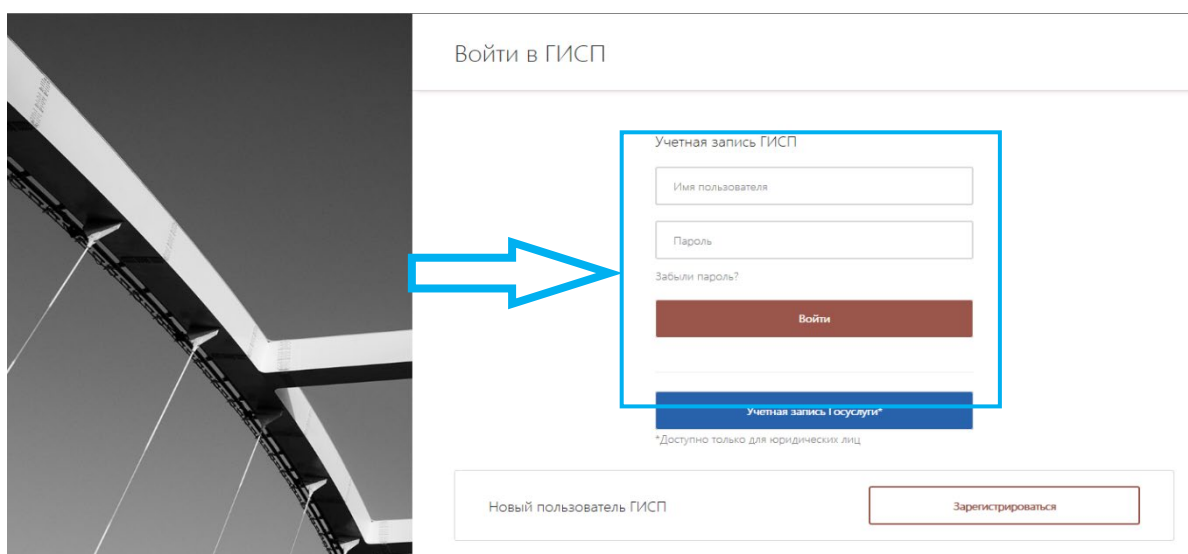 Войти в ГИСП
Учетная запись ГИСП
Имя пользователя
Пароль
Забыли пароль?
Войти
Учетная запись Госуслуги*
*Доступно только для юридических лиц
Новый пользователь ГИСП
Зарегистрироваться